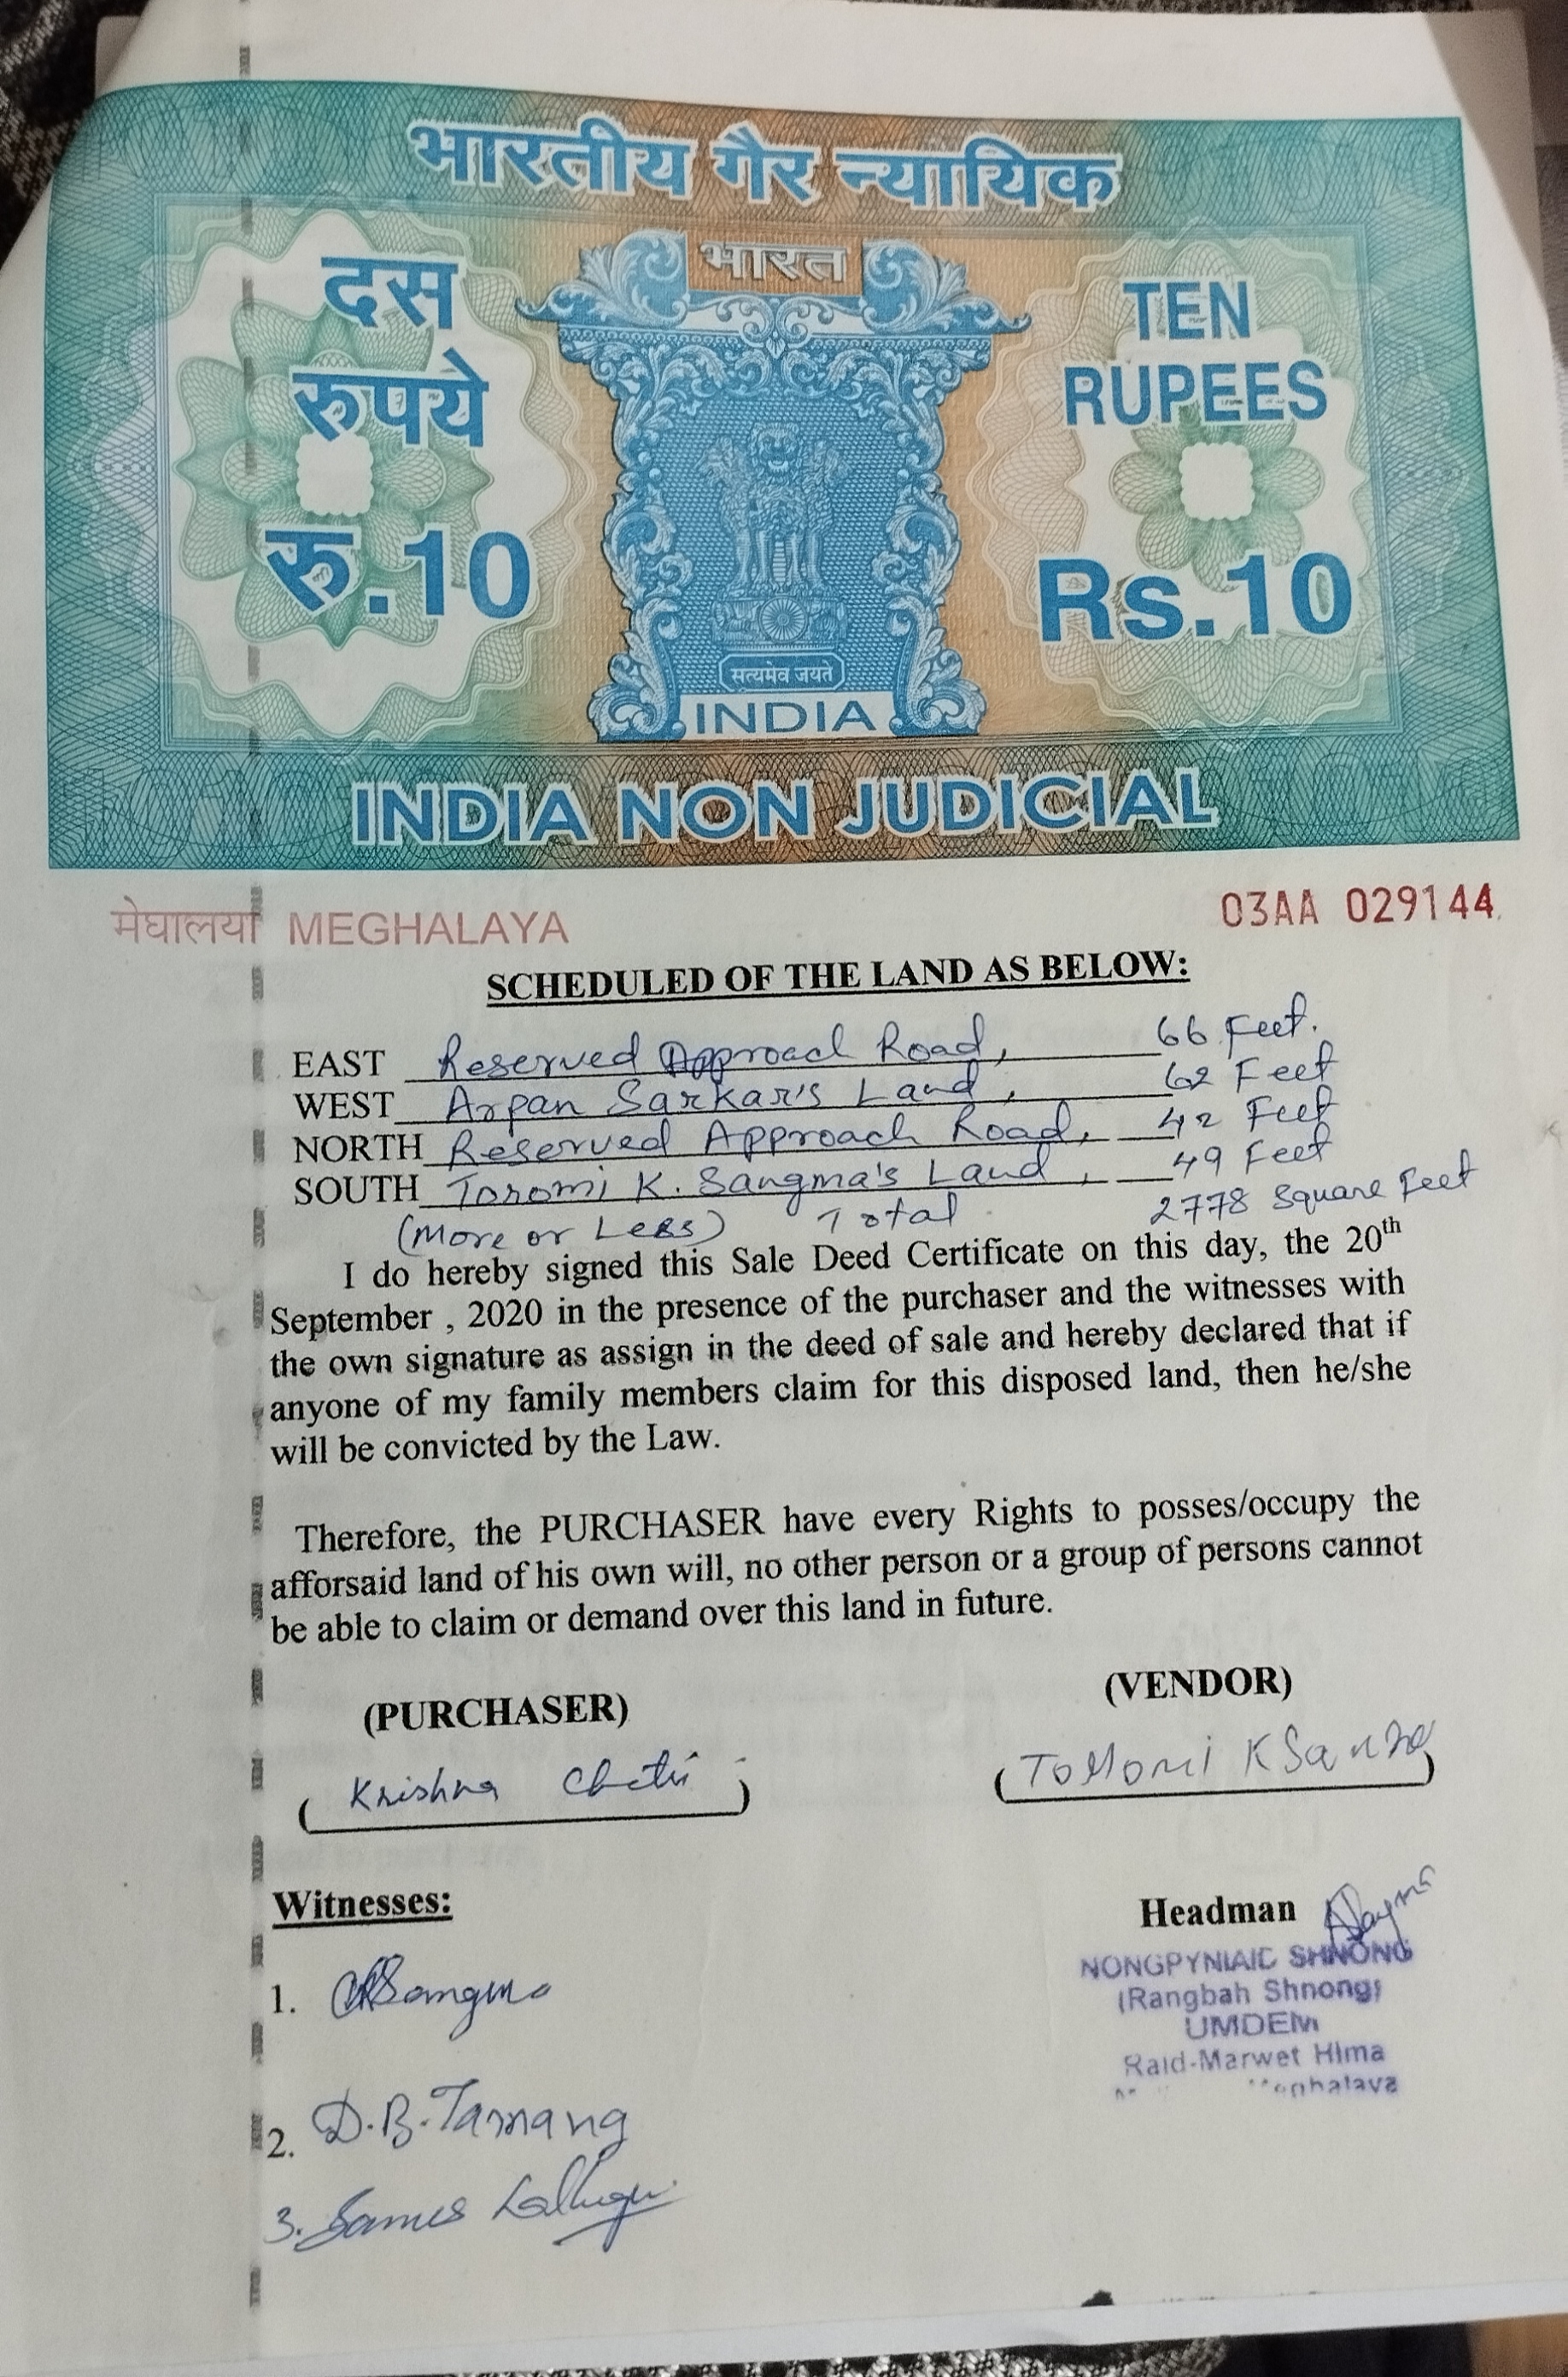 भारतीय गैर न्यायिक
भारत
दस
रुपये
रु.10
TEN
RUPEES
Rs.10
सत्यमेव जयते
INDIA
INDIA NON JUDICIAL
मेघालया MEGHALAYA
03AA 029144
SCHEDULED OF THE LAND AS BELOW:
EAST Reserved Approach Road, 66 Feet.
WEST Arpan Sarkar's Land, 62 Feet
NORTH Reserved Approach Road, 42 Feet
SOUTH Toromi K. Sangma's Land, 49 Feet
(More or Less) Total 2778 Square Feet
I do hereby signed this Sale Deed Certificate on this day, the 20th
September , 2020 in the presence of the purchaser and the witnesses with
the own signature as assign in the deed of sale and hereby declared that if
anyone of my family members claim for this disposed land, then he/she
will be convicted by the Law.
Therefore, the PURCHASER have every Rights to posses/occupy the
afforsaid land of his own will, no other person or a group of persons cannot
be able to claim or demand over this land in future.
(PURCHASER)
(VENDOR)
Krishna Chetri
K
Witnesses:
Headman
NONGPYNIAID SHNONG
(Rangbah Shnong)
UMDEM
Raid-Marwet Hima
Meghalaya
1. Sangma
2. D.B. Tamang
3. James